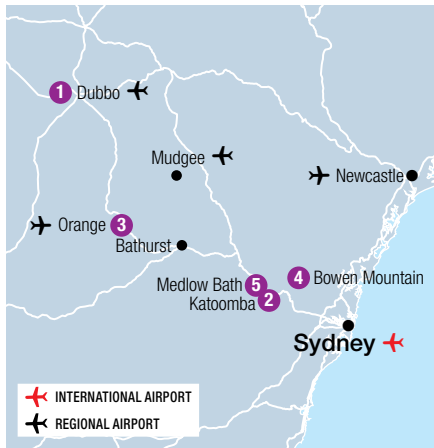 1 Dubbo
Mudgee
Newcastle
Orange 3
Bathurst
4 Bowen Mountain
Medlow Bath 5
Katoomba 2
Sydney
INTERNATIONAL AIRPORT
REGIONAL AIRPORT